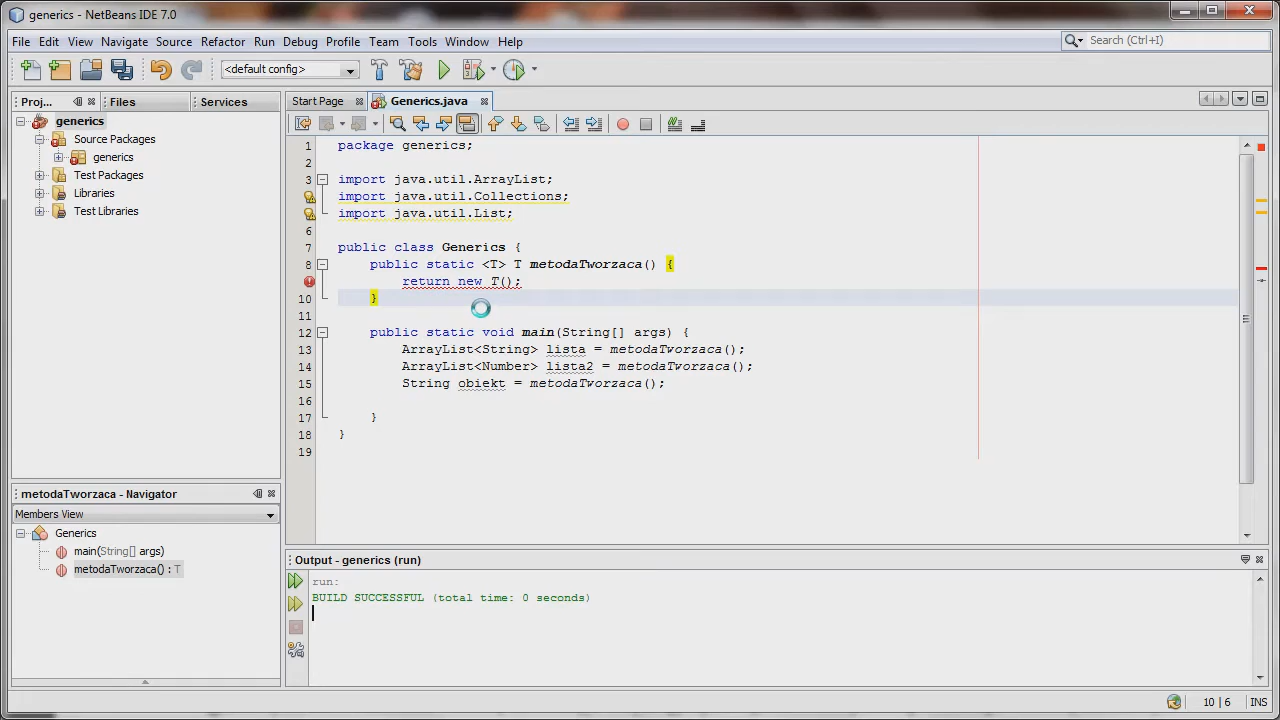 generics - NetBeans IDE 7.0
File Edit View Navigate Source Refactor Run Debug Profile Team Tools Window Help
Search (Ctrl+I)
<default config>
Proj... Files Services
Start Page Generics.java
generics
Source Packages
generics
Test Packages
Libraries
Test Libraries
1 package generics;
2
3 import java.util.ArrayList;
import java.util.Collections;
import java.util.List;
6
7 public class Generics {
8 public static <T> T metodaTworzaca() {
return new T();
10 }
11
12 public static void main(String[] args) {
13 ArrayList<String> lista = metodaTworzaca();
14 ArrayList<Number> lista2 = metodaTworzaca();
15 String obiekt = metodaTworzaca();
16
17 }
18 }
19
metodaTworzaca - Navigator
Members View
Generics
main(String[] args)
metodaTworzaca() : T
Output - generics (run)
run:
BUILD SUCCESSFUL (total time: 0 seconds)
10 | 6 INS